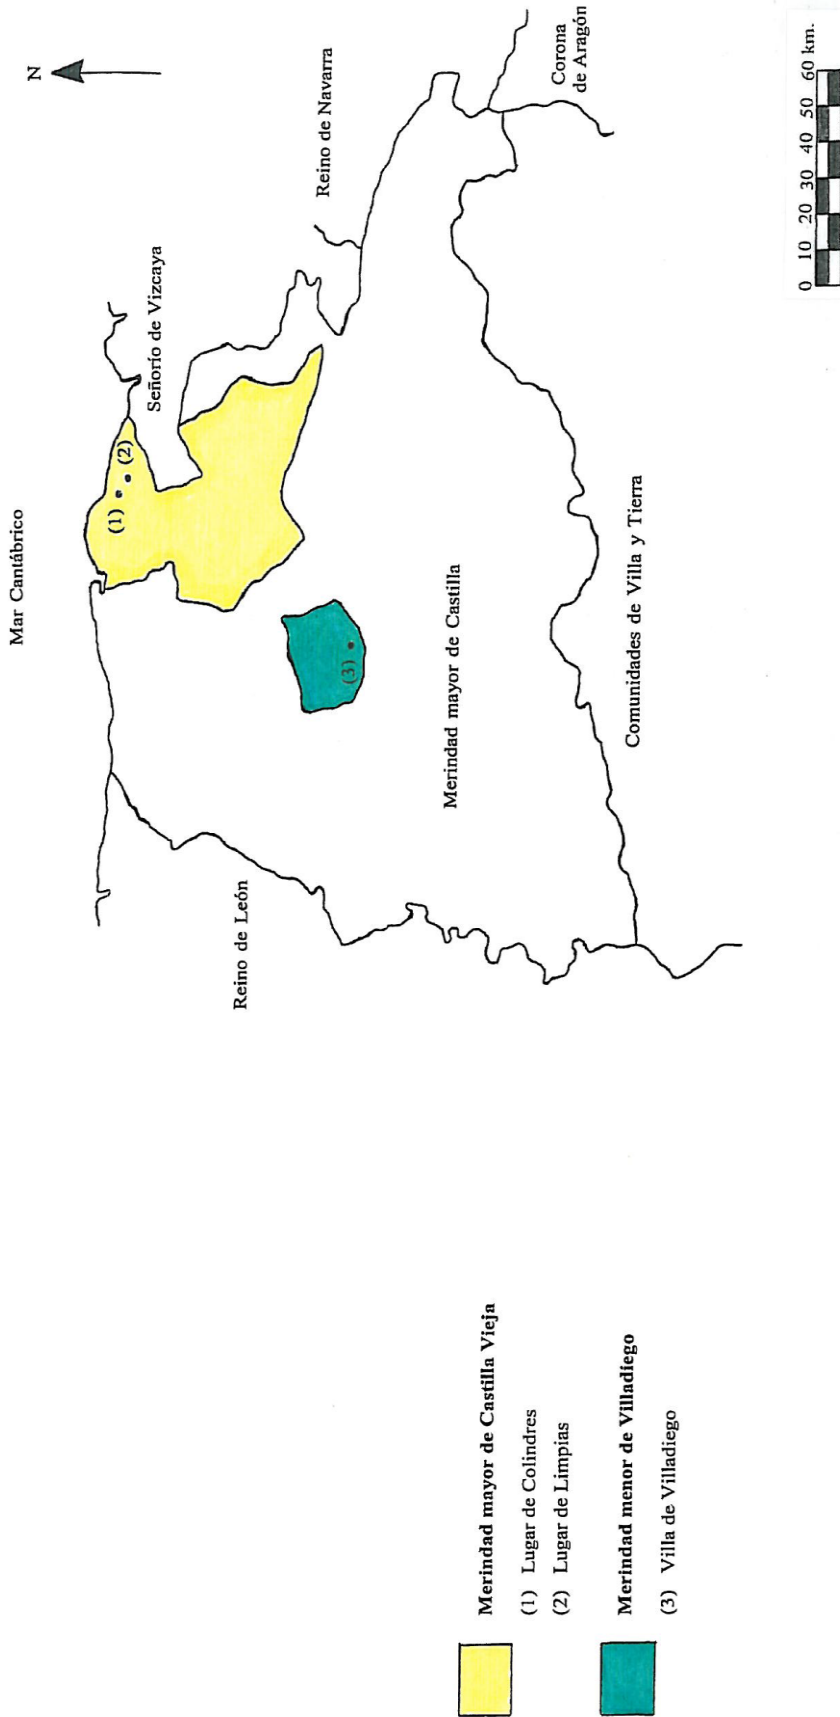 Mar Cantábrico
N
(1)
(2)
Señorío de Vizcaya
Reino de Navarra
Corona
de Aragón
Reino de León
(3)
Merindad mayor de Castilla
Comunidades de Villa y Tierra
0 10 20 30 40 50 60 km.
Merindad mayor de Castilla Vieja
(1) Lugar de Colindres
(2) Lugar de Limpias
Merindad menor de Villadiego
(3) Villa de Villadiego